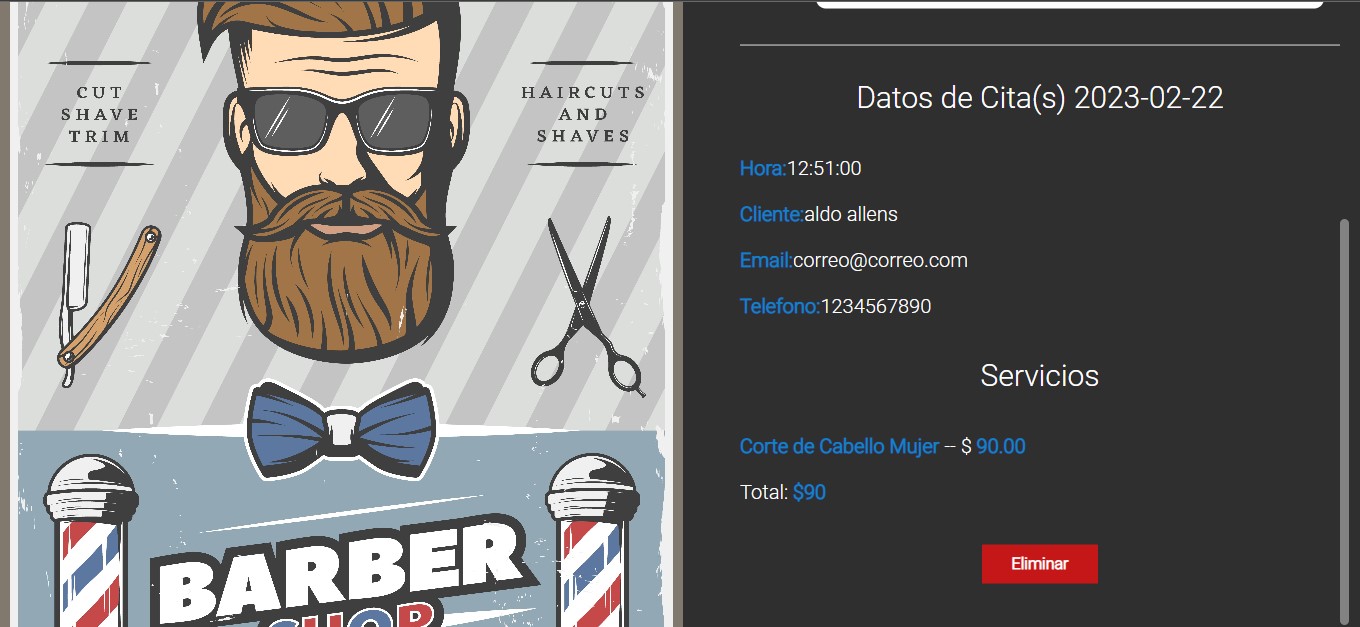 CUT
SHAVE
TRIM
HAIRCUTS
AND
SHAVES
BARBER
SHOP
Datos de Cita(s) 2023-02-22
Hora:12:51:00
Cliente:aldo allens
Email:correo@correo.com
Telefono:1234567890
Servicios
Corte de Cabello Mujer -- $ 90.00
Total: $90
Eliminar